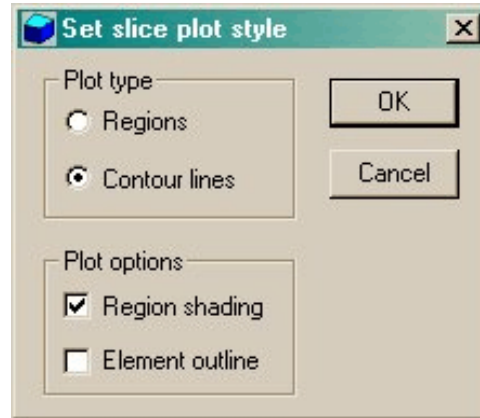 Set slice plot style
Plot type
Regions
Contour lines
OK
Cancel
Plot options
Region shading
Element outline